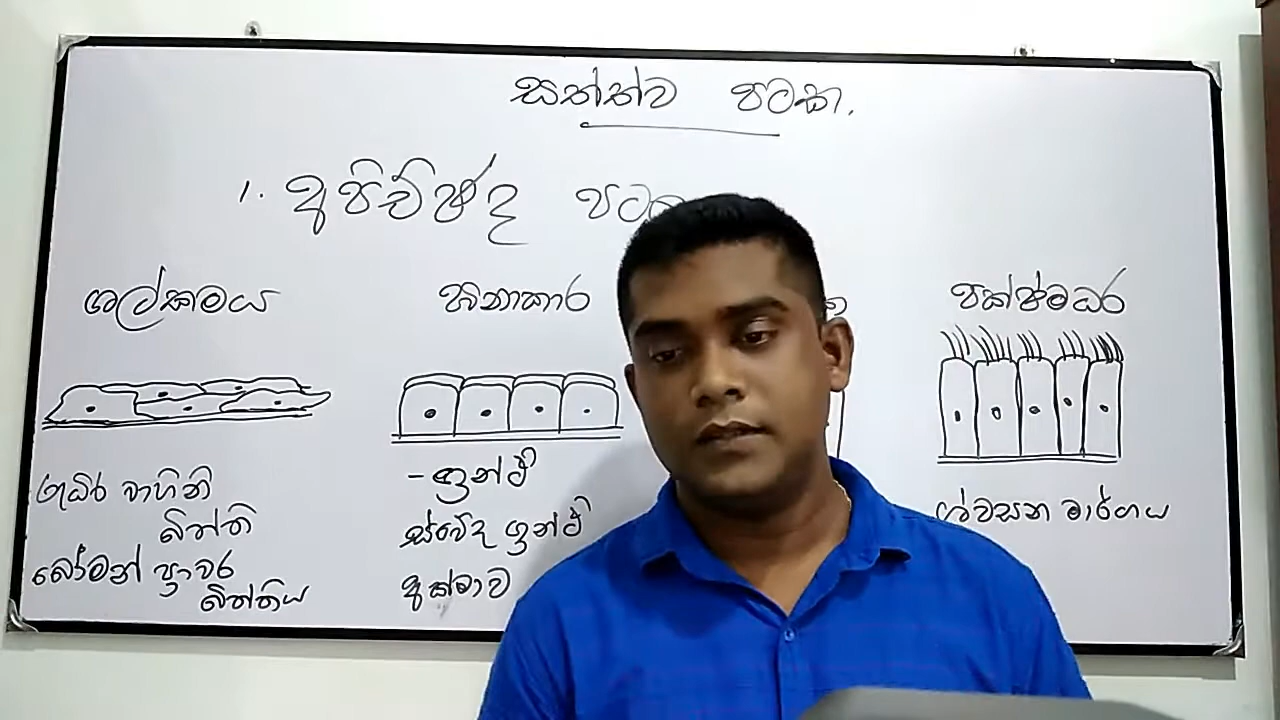 සත්ත්ව පටක.
1. අපිච්ඡද
ශල්කමය
ඝනාකාර
පක්ෂ්මධර
රුධිර වාහිනි
බිත්ති
බෝමන් ප්‍රාවර
බිත්තිය
- ග්‍රන්ථි
ස්වේද ග්‍රන්ථි
අක්මාව
ශ්වසන මාර්ගය